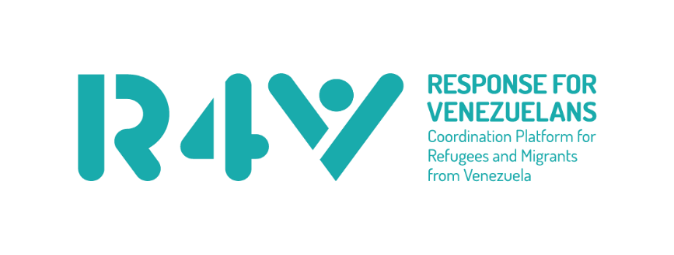 R4V
RESPONSE FOR
VENEZUELANS
Coordination Platform for
Refugees and Migrants
from Venezuela